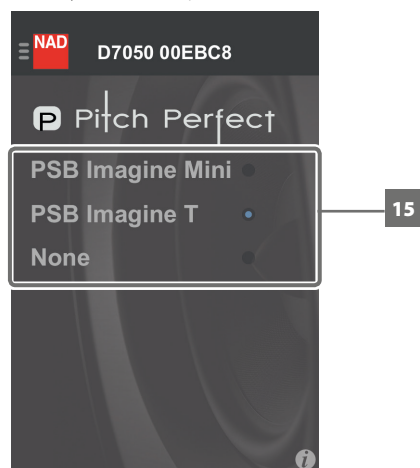 NAD D7050 00EBC8
P Pitch Perfect
PSB Imagine Mini
PSB Imagine T
15
None
i